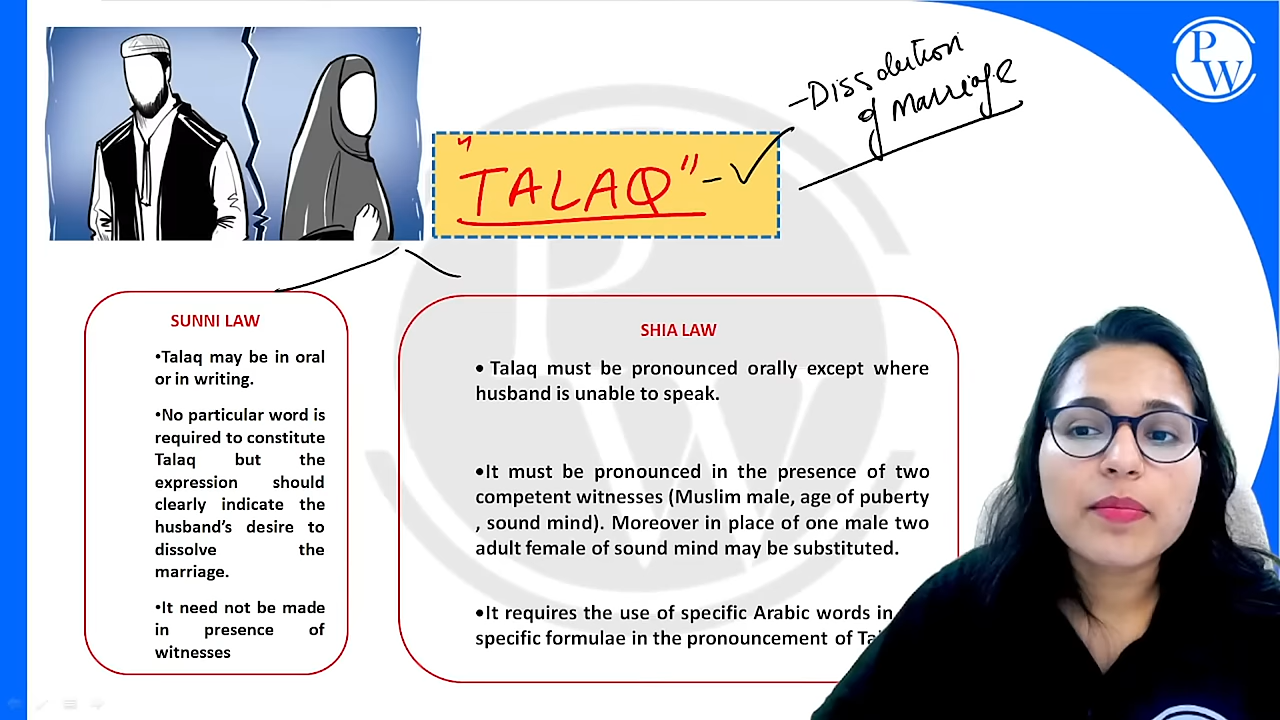 PW
- Dissolution
of Marriage
"TALAQ" -
SUNNI LAW
•Talaq may be in oral
or in writing.
•No particular word is
required to constitute
Talaq but the
expression should
clearly indicate the
husband's desire to
dissolve the
marriage.
•It need not be made
in presence of
witnesses
SHIA LAW
• Talaq must be pronounced orally except where
husband is unable to speak.
•It must be pronounced in the presence of two
competent witnesses (Muslim male, age of puberty
, sound mind). Moreover in place of one male two
adult female of sound mind may be substituted.
•It requires the use of specific Arabic words in
specific formulae in the pronouncement of